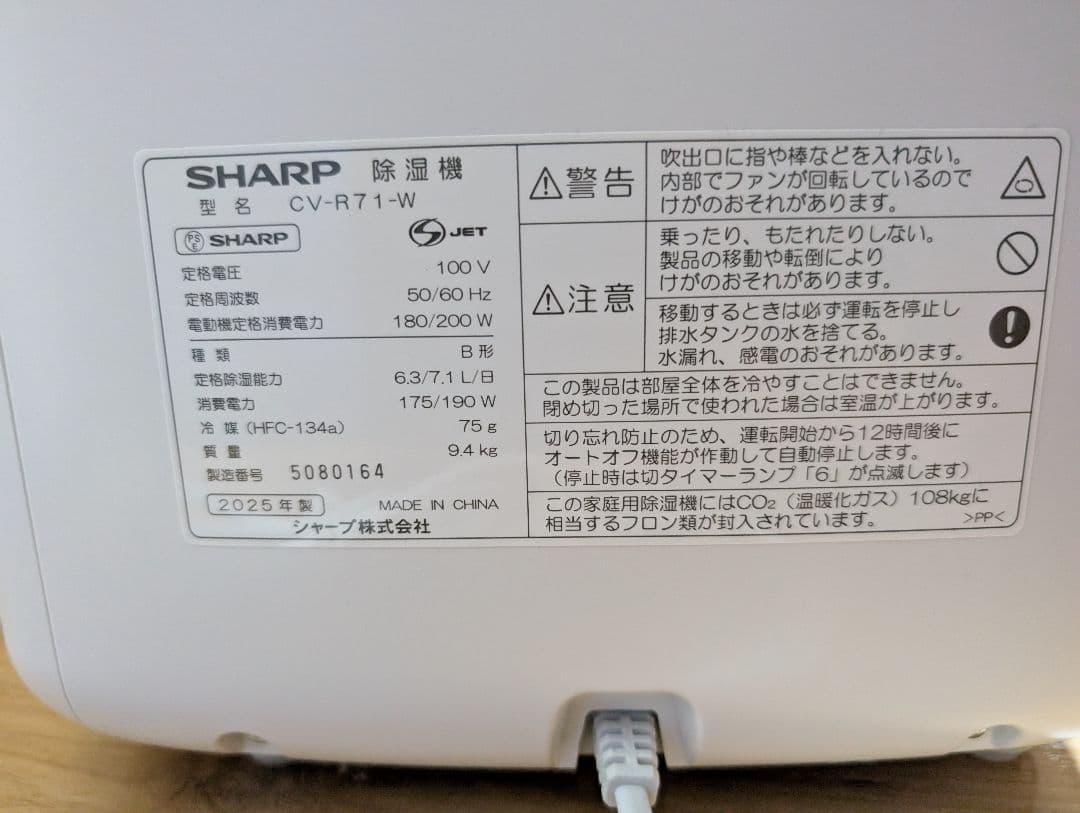 SHARP 除湿機
型名 CV-R71-W
PS E SHARP
S JET
定格電圧 100 V
定格周波数 50/60 Hz
電動機定格消費電力 180/200 W
種類 B 形
定格除湿能力 6.3/7.1 L/日
消費電力 175/190 W
冷媒(HFC-134a) 75 g
質量 9.4 kg
製造番号 5080164
2025年製 MADE IN CHINA
シャープ株式会社
警告
吹出口に指や棒などを入れない。
内部でファンが回転しているので
けがのおそれがあります。
注意
乗ったり、もたれたりしない。
製品の移動や転倒により
けがのおそれがあります。
移動するときは必ず運転を停止し
排水タンクの水を捨てる。
水漏れ、感電のおそれがあります。
この製品は部屋全体を冷やすことはできません。
閉め切った場所で使われた場合は室温が上がります。
切り忘れ防止のため、運転開始から12時間後に
オートオフ機能が作動して自動停止します。
(停止時は切タイマーランプ「6」が点滅します)
この家庭用除湿機にはCO₂(温暖化ガス)108kgに
相当するフロン類が封入されています。
>PP<